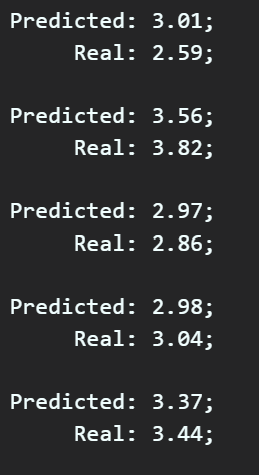 Predicted: 3.01;
Real: 2.59;
Predicted: 3.56;
Real: 3.82;
Predicted: 2.97;
Real: 2.86;
Predicted: 2.98;
Real: 3.04;
Predicted: 3.37;
Real: 3.44;